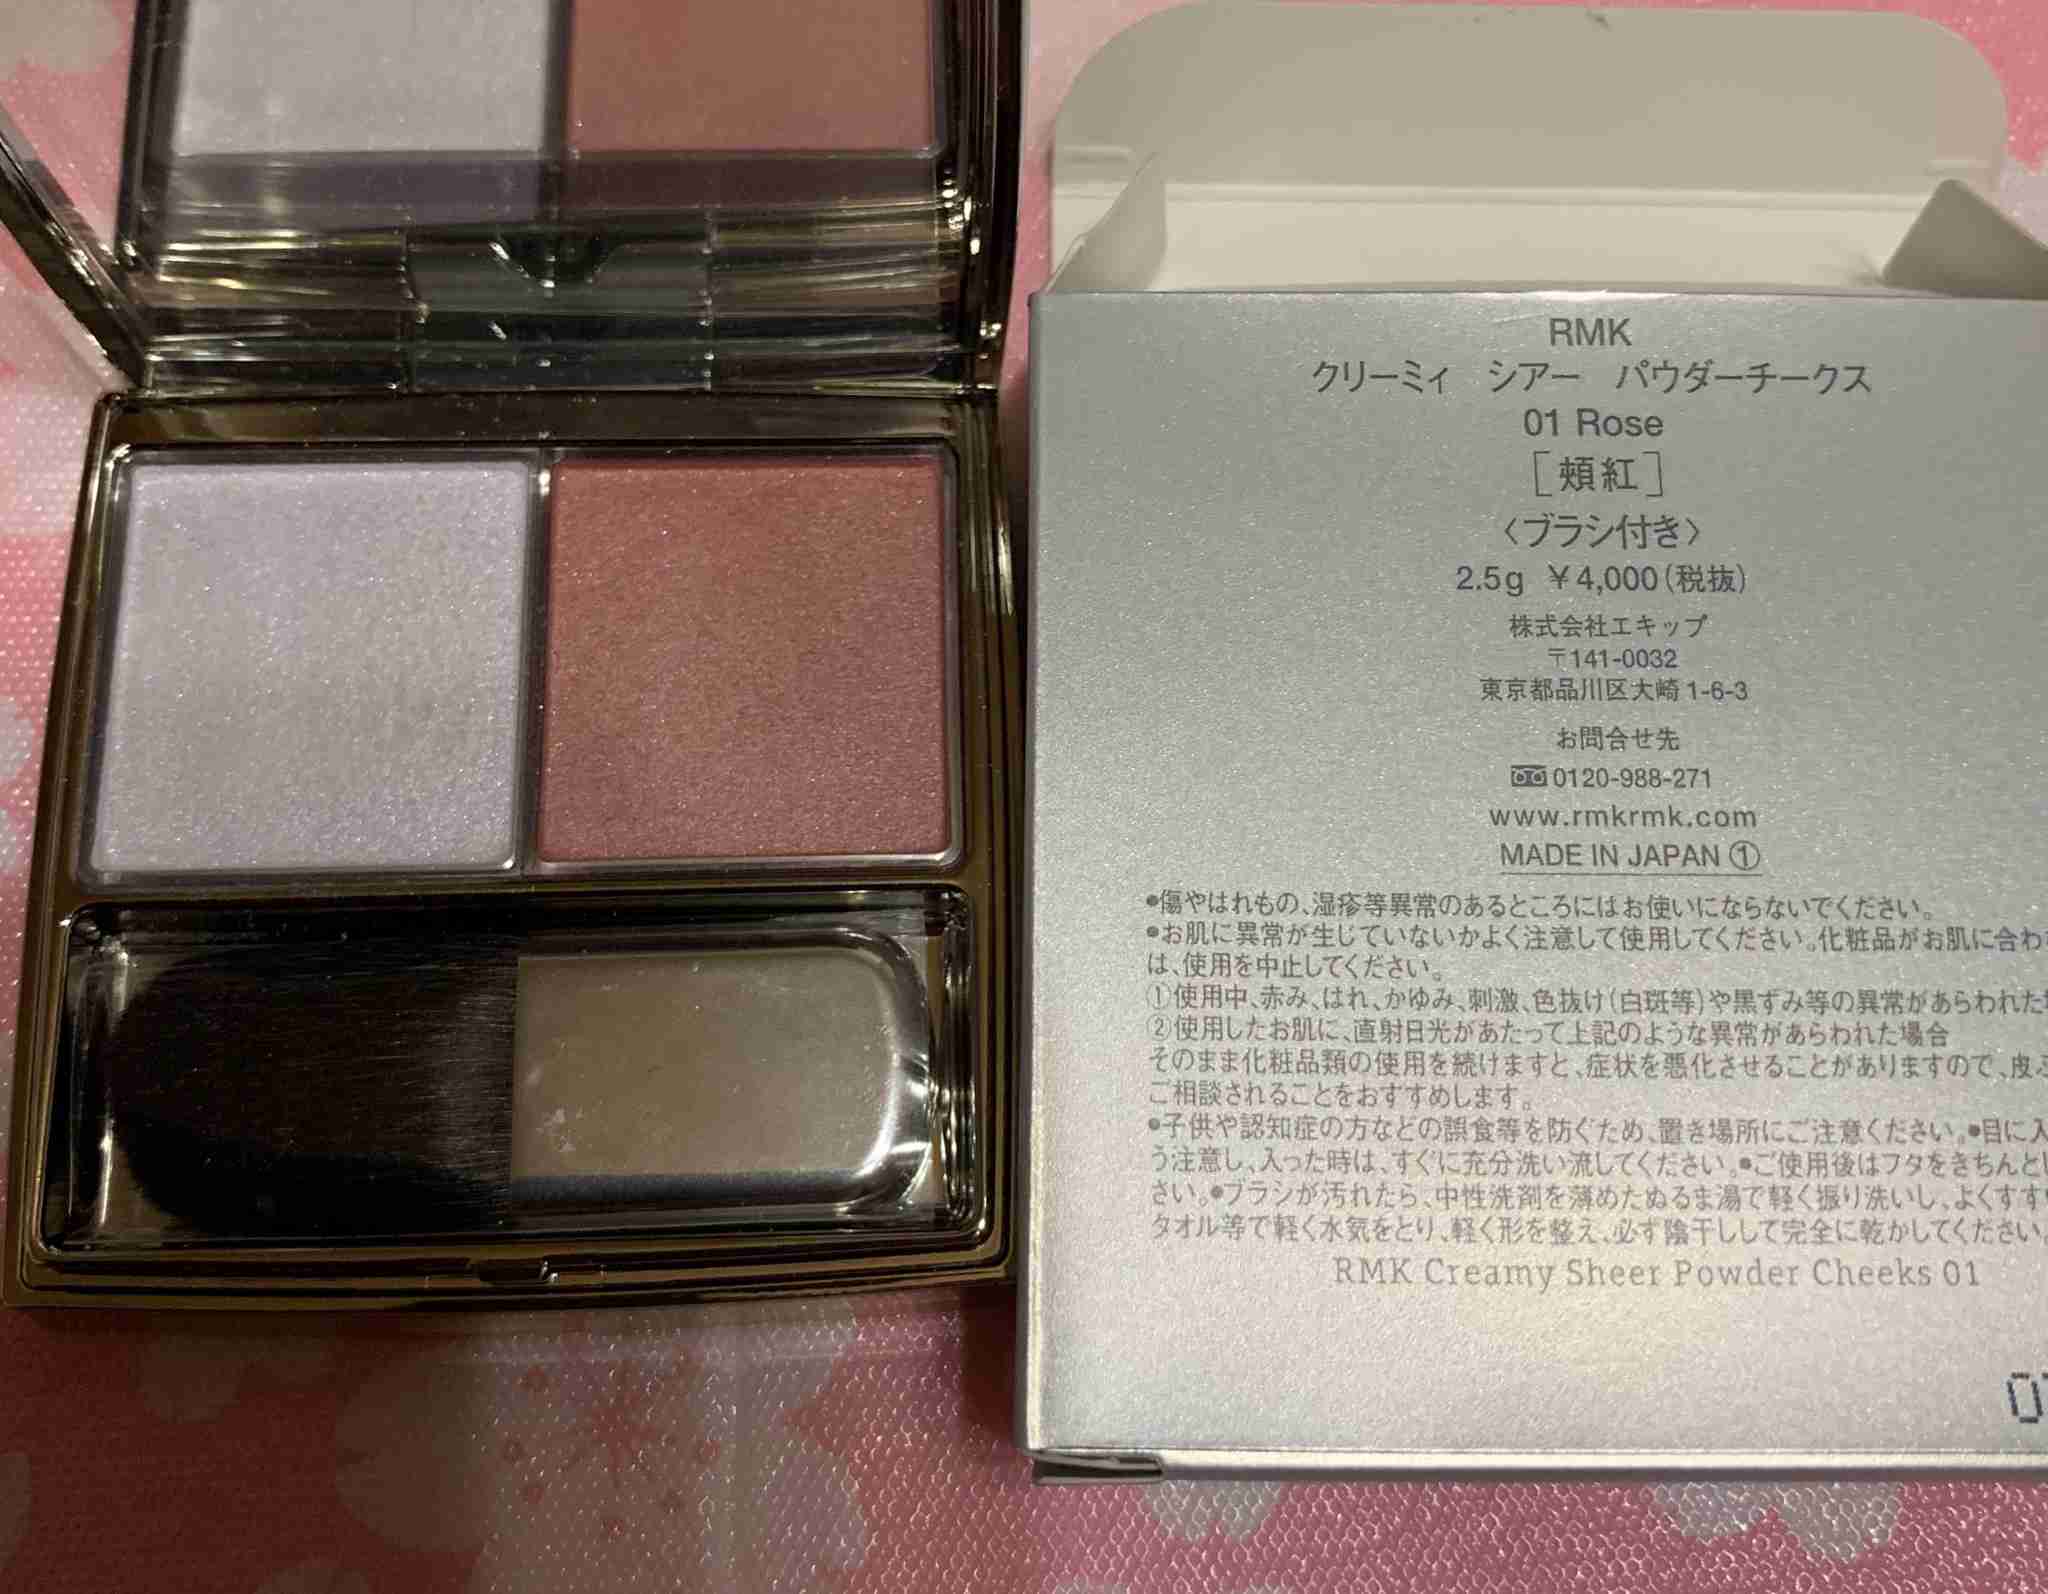 RMK
クリーミィ シアー パウダーチークス
01 Rose
[頬紅]
〈ブラシ付き〉
2.5g ￥4,000(税抜)
株式会社エキップ
〒141-0032
東京都品川区大崎1-6-3
お問合せ先
0120-988-271
www.rmkrmk.com
MADE IN JAPAN ①
●傷やはれもの、湿疹等異常のあるところにはお使いにならないでください。
●お肌に異常が生じていないかよく注意して使用してください。化粧品がお肌に合わ
は、使用を中止してください。
①使用中、赤み、はれ、かゆみ、刺激、色抜け(白斑等)や黒ずみ等の異常があらわれた
②使用したお肌に、直射日光があたって上記のような異常があらわれた場合
そのまま化粧品類の使用を続けますと、症状を悪化させることがありますので、皮
ご相談されることをおすすめします。
●子供や認知症の方などの誤食等を防ぐため、置き場所にご注意ください。●目に入
う注意し、入った時は、すぐに充分洗い流してください。●ご使用後はフタをきちんと
さい。●ブラシが汚れたら、中性洗剤を薄めたぬるま湯で軽く振り洗いし、よくすす
タオル等で軽く水気をとり、軽く形を整え、必ず陰干しして完全に乾かしてください。
RMK Creamy Sheer Powder Cheeks 01